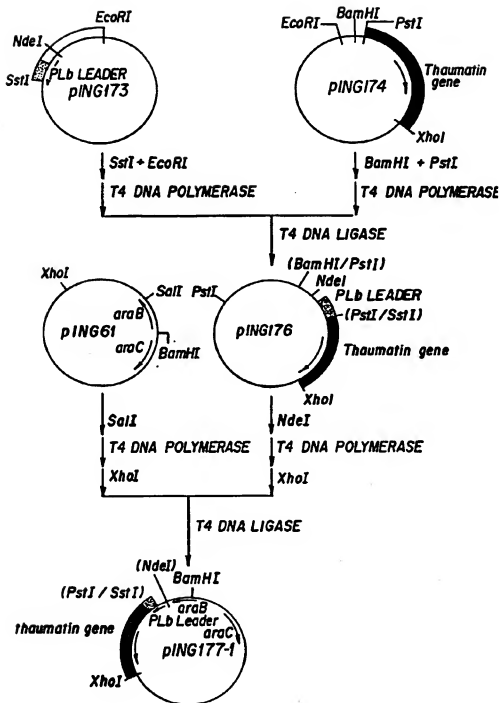 EcoRI
NdeI
SstI
PLb LEADER
pING173
EcoRI
BamHI
PstI
pING174
Thaumatin gene
XhoI
SstI + EcoRI
T4 DNA POLYMERASE
BamHI + PstI
T4 DNA POLYMERASE
T4 DNA LIGASE
XhoI
SalI
araB
pING61
araC
BamHI
PstI
(BamHI/PstI)
NdeI
PLb LEADER
(PstI/SstI)
pING176
Thaumatin gene
XhoI
SalI
T4 DNA POLYMERASE
XhoI
NdeI
T4 DNA POLYMERASE
XhoI
T4 DNA LIGASE
(NdeI)
(PstI / SstI)
BamHI
araB
PLb Leader
araC
thaumatin gene
pING177-1
XhoI